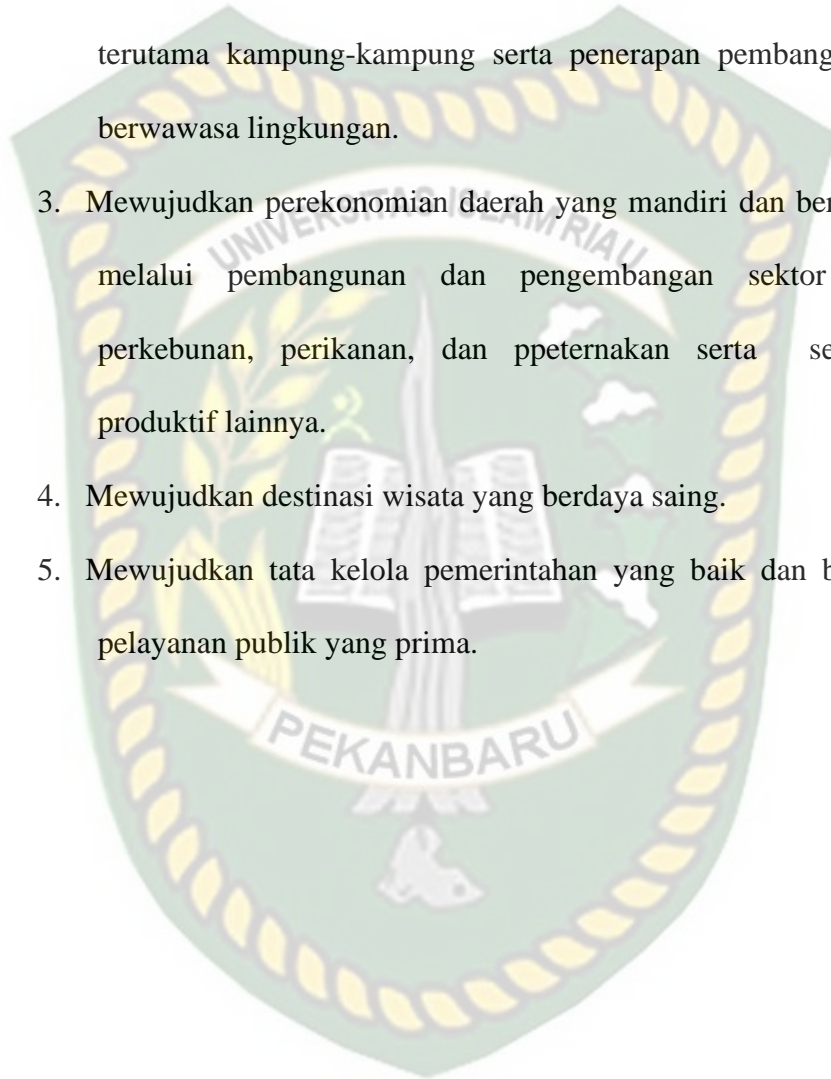 terutama kampung-kampung serta penerapan pembang
berwawasa lingkungan.
3. Mewujudkan perekonomian daerah yang mandiri dan ber
melalui pembangunan dan pengembangan sektor
perkebunan, perikanan, dan ppeternakan serta se
produktif lainnya.
4. Mewujudkan destinasi wisata yang berdaya saing.
5. Mewujudkan tata kelola pemerintahan yang baik dan b
pelayanan publik yang prima.
UNIVERSITAS ISLAM RIAU
PEKANBARU